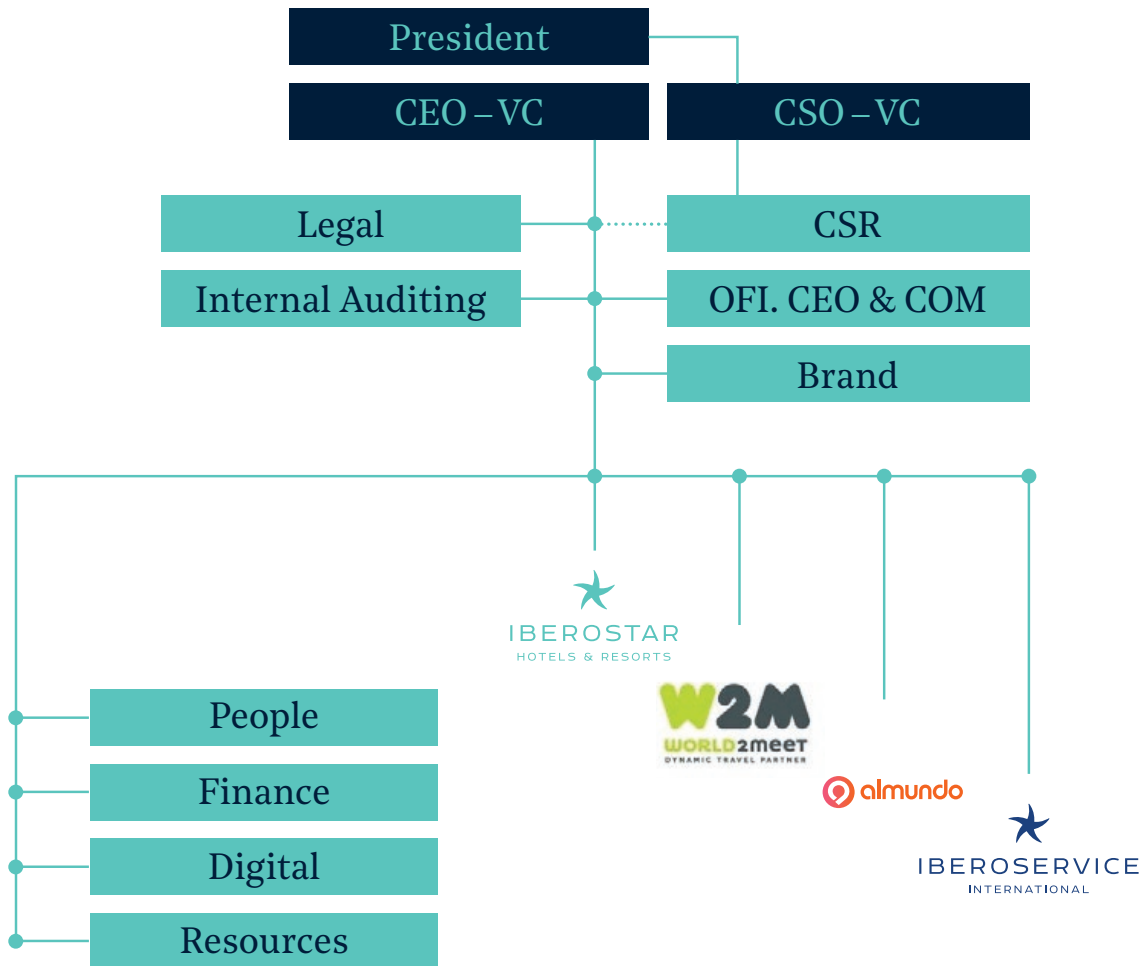 President
CEO – VC
CSO – VC
Legal
CSR
Internal Auditing
OFI. CEO & COM
Brand
IBEROSTAR
HOTELS & RESORTS
W2M
WORLD2MEET
DYNAMIC TRAVEL PARTNER
almundo
IBEROSERVICE
INTERNATIONAL
People
Finance
Digital
Resources